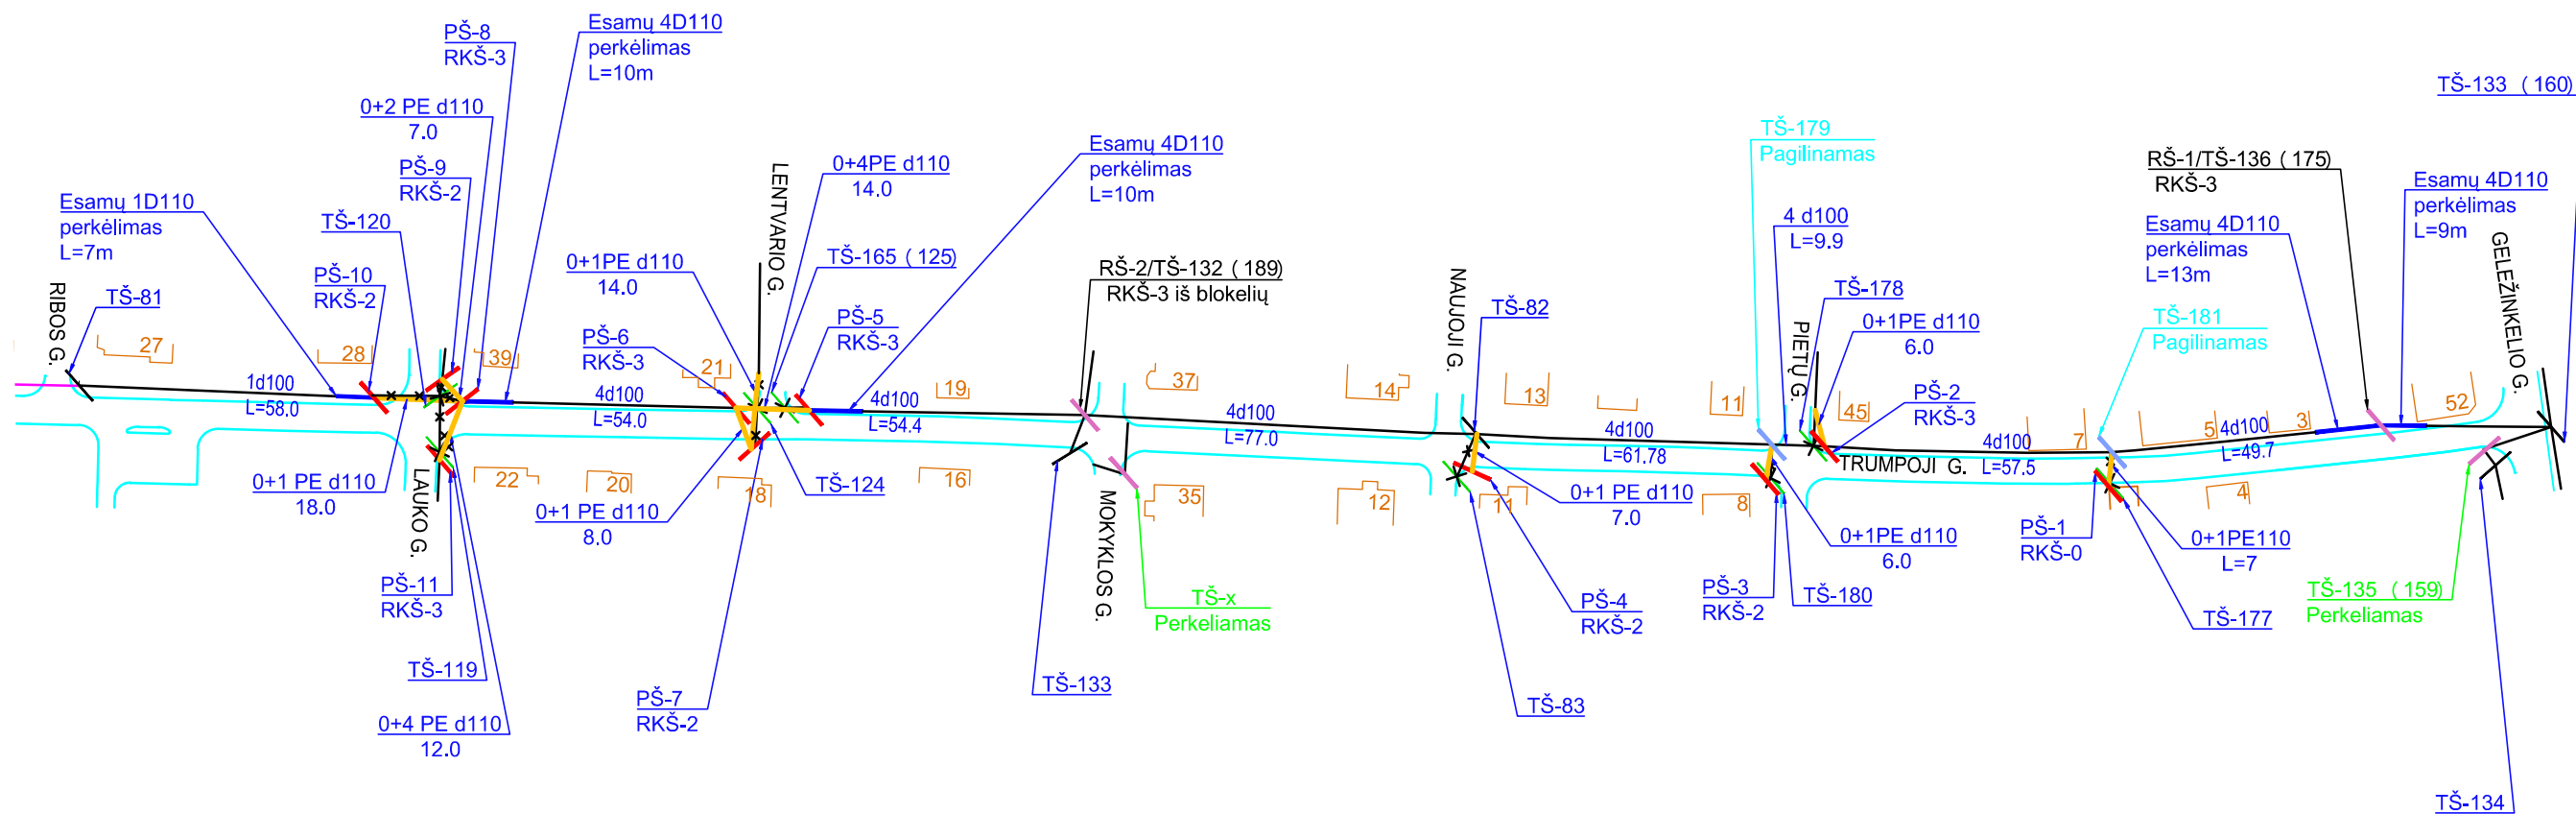 PŠ-8
RKŠ-3
Esamų 4D110
perkėlimas
L=10m
TŠ-133 (160)
0+2 PE d110
7.0
PŠ-9
RKŠ-2
Esamų 1D110
perkėlimas
L=7m
TŠ-120
PŠ-10
RKŠ-2
RIBOS G.
TŠ-81
LENTVARIO G.
0+4PE d110
14.0
Esamų 4D110
perkėlimas
L=10m
0+1PE d110
14.0
TŠ-165 (125)
PŠ-6
RKŠ-3
PŠ-5
RKŠ-3
RŠ-2/TŠ-132 (189)
RKŠ-3 iš blokelių
NAUJOJI G.
TŠ-82
TŠ-179
Pagilinamas
4 d100
L=9.9
PIETŲ G.
TŠ-178
0+1PE d110
6.0
PŠ-2
RKŠ-3
RŠ-1/TŠ-136 (175)
RKŠ-3
Esamų 4D110
perkėlimas
L=13m
Esamų 4D110
perkėlimas
L=9m
TŠ-181
Pagilinamas
GELEŽINKELIO G.
27
28
39
21
19
37
14
13
11
45
7
5
3
52
1d100
L=58.0
4d100
L=54.0
4d100
L=54.4
4d100
L=77.0
4d100
L=61.78
4d100
L=57.5
4d100
L=49.7
TRUMPOJI G.
22
20
18
16
35
12
11
8
4
0+1 PE d110
18.0
LAUKO G.
PŠ-11
RKŠ-3
TŠ-119
0+4 PE d110
12.0
0+1 PE d110
8.0
TŠ-124
PŠ-7
RKŠ-2
MOKYKLOS G.
TŠ-133
TŠ-x
Perkeliamas
0+1 PE d110
7.0
PŠ-4
RKŠ-2
TŠ-83
PŠ-3
RKŠ-2
TŠ-180
0+1PE d110
6.0
PŠ-1
RKŠ-0
0+1PE110
L=7
TŠ-177
TŠ-135 (159)
Perkeliamas
TŠ-134